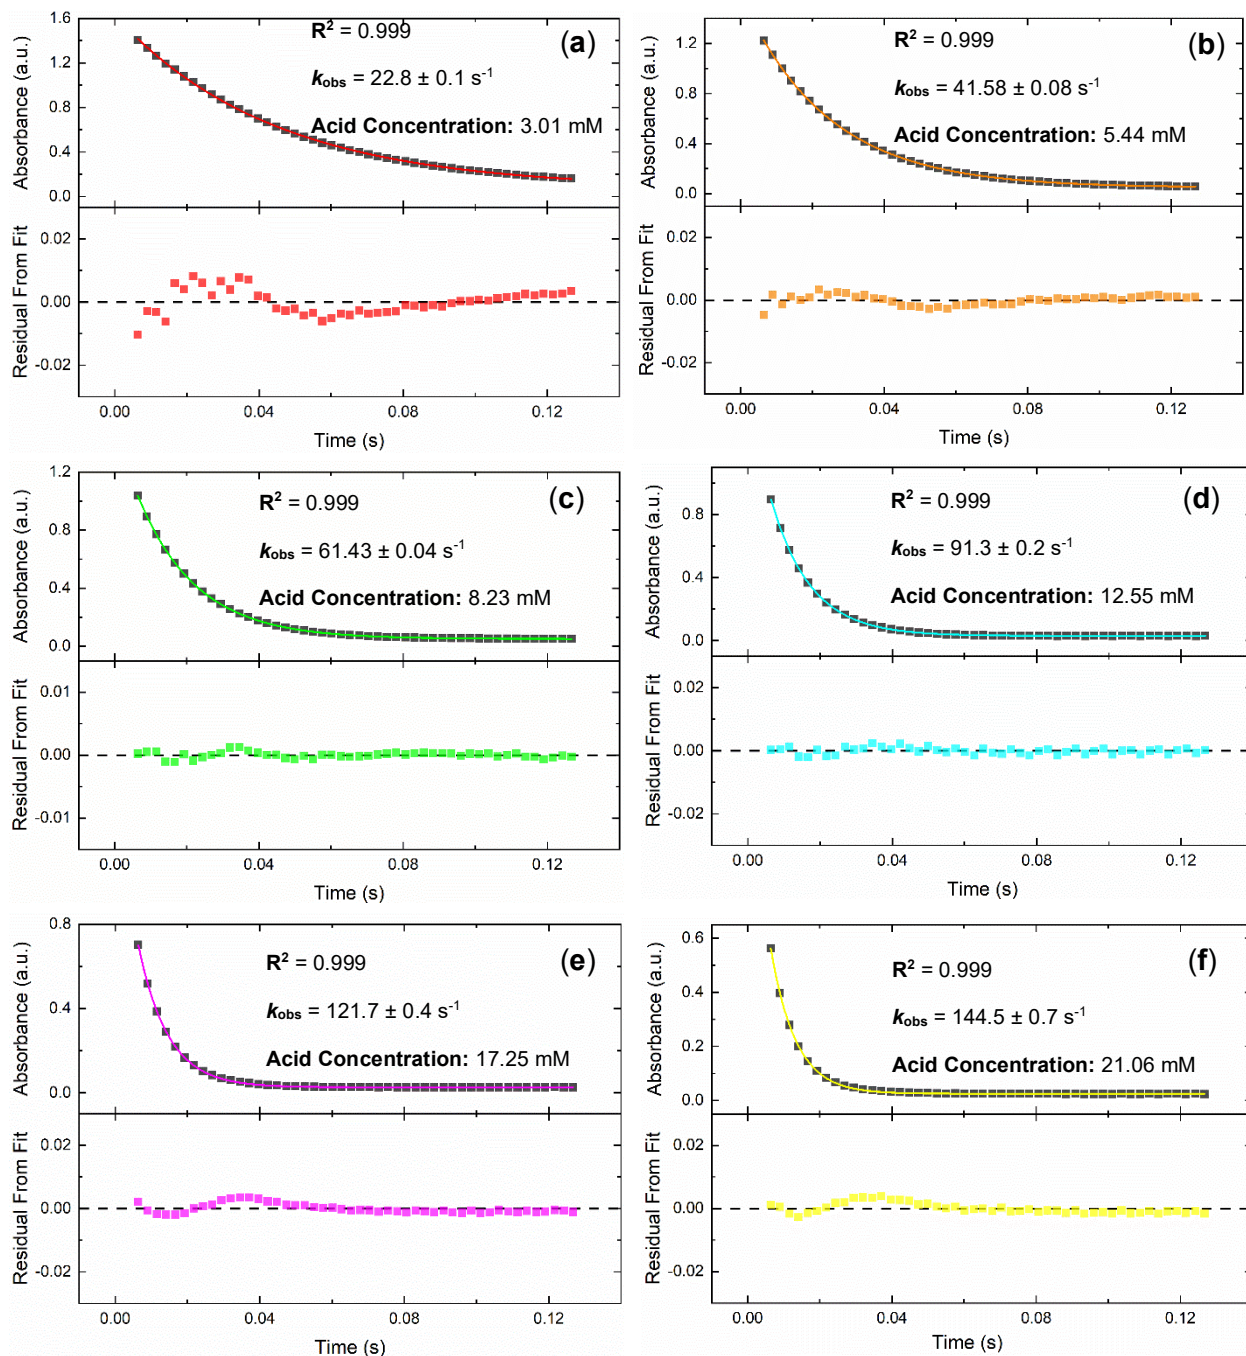 (a)
R² = 0.999
kobs = 22.8 ± 0.1 s⁻¹
Acid Concentration: 3.01 mM
Absorbance (a.u.)
1.6
1.2
0.8
0.4
0.0
Residual From Fit
0.02
0.00
-0.02
0.00 0.04 0.08 0.12
Time (s)
(b)
R² = 0.999
kobs = 41.58 ± 0.08 s⁻¹
Acid Concentration: 5.44 mM
Absorbance (a.u.)
1.2
0.8
0.4
0.0
Residual From Fit
0.02
0.00
-0.02
0.00 0.04 0.08 0.12
Time (s)
(c)
R² = 0.999
kobs = 61.43 ± 0.04 s⁻¹
Acid Concentration: 8.23 mM
Absorbance (a.u.)
1.2
0.8
0.4
0.0
Residual From Fit
0.01
0.00
-0.01
0.00 0.04 0.08 0.12
Time (s)
(d)
R² = 0.999
kobs = 91.3 ± 0.2 s⁻¹
Acid Concentration: 12.55 mM
Absorbance (a.u.)
0.8
0.4
0.0
Residual From Fit
0.02
0.00
-0.02
0.00 0.04 0.08 0.12
Time (s)
(e)
R² = 0.999
kobs = 121.7 ± 0.4 s⁻¹
Acid Concentration: 17.25 mM
Absorbance (a.u.)
0.8
0.4
0.0
Residual From Fit
0.02
0.00
-0.02
0.00 0.04 0.08 0.12
Time (s)
(f)
R² = 0.999
kobs = 144.5 ± 0.7 s⁻¹
Acid Concentration: 21.06 mM
Absorbance (a.u.)
0.6
0.4
0.2
0.0
Residual From Fit
0.02
0.00
-0.02
0.00 0.04 0.08 0.12
Time (s)